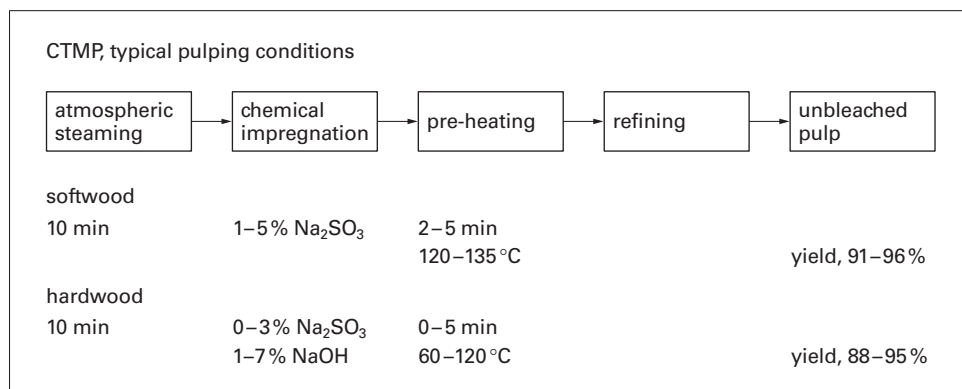 CTMP, typical pulping conditions
atmospheric steaming
chemical impregnation
pre-heating
refining
unbleached pulp
softwood
10 min 1–5% Na₂SO₃ 2–5 min
120–135°C yield, 91–96%
hardwood
10 min 0–3% Na₂SO₃ 0–5 min
1–7% NaOH 60–120°C yield, 88–95%